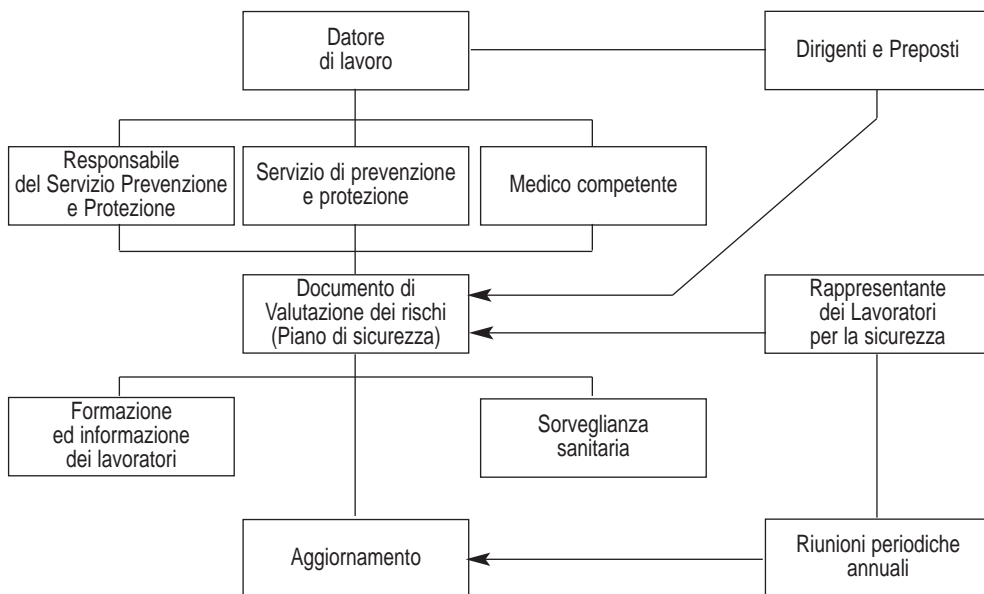 Datore
di lavoro
Dirigenti e Preposti
Responsabile
del Servizio Prevenzione
e Protezione
Servizio di prevenzione
e protezione
Medico competente
Documento di
Valutazione dei rischi
(Piano di sicurezza)
Rappresentante
dei Lavoratori
per la sicurezza
Formazione
ed informazione
dei lavoratori
Sorveglianza
sanitaria
Aggiornamento
Riunioni periodiche
annuali